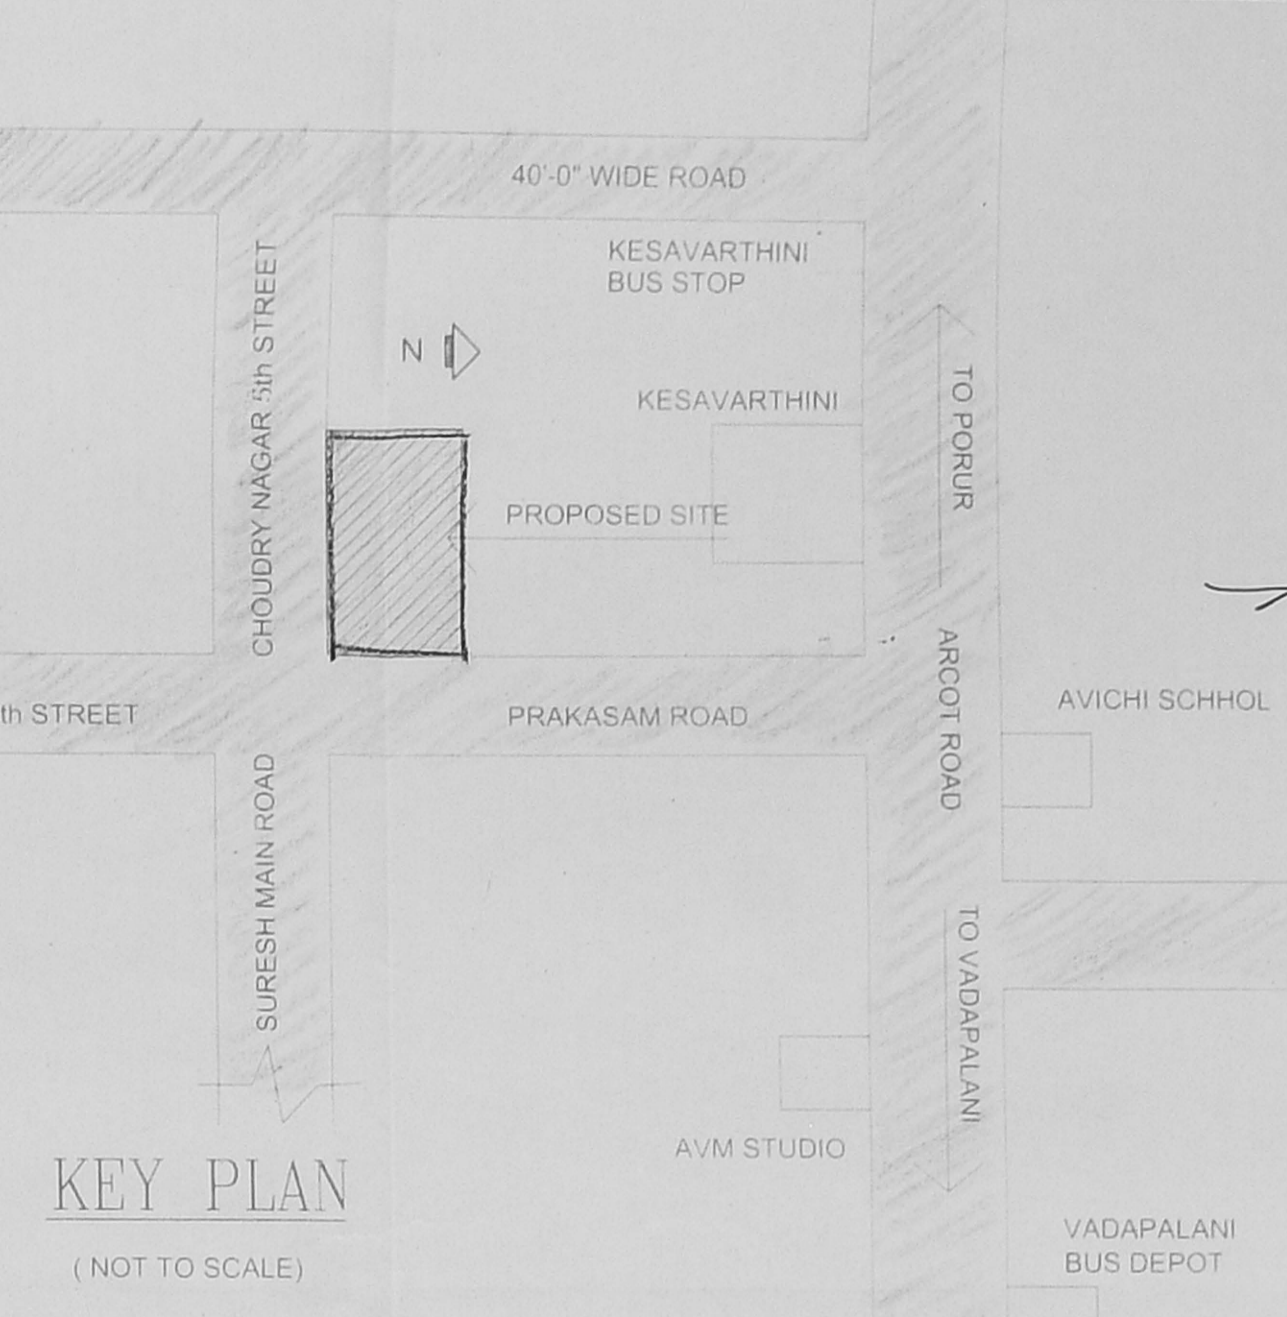 40'-0" WIDE ROAD
KESAVARTHINI
BUS STOP
CHOUDRY NAGAR 5th STREET
N
KESAVARTHINI
TO PORUR
PROPOSED SITE
ARCOT ROAD
AVICHI SCHHOL
th STREET
PRAKASAM ROAD
SURESH MAIN ROAD
TO VADAPALANI
AVM STUDIO
KEY PLAN
( NOT TO SCALE)
VADAPALANI
BUS DEPOT